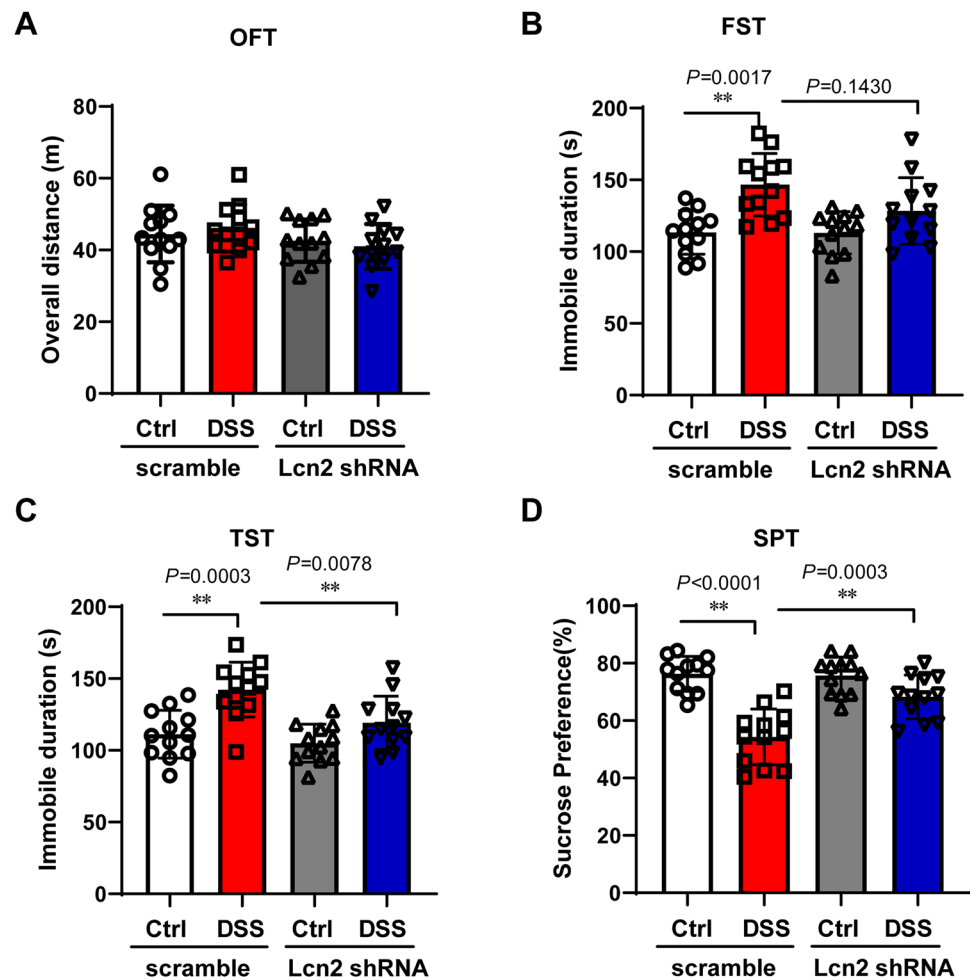 A
OFT
Overall distance (m)
80
60
40
20
0
Ctrl DSS Ctrl DSS
scramble Lcn2 shRNA
B
FST
P=0.0017
**
P=0.1430
Immobile duration (s)
200
150
100
50
0
Ctrl DSS Ctrl DSS
scramble Lcn2 shRNA
C
TST
P=0.0003
**
P=0.0078
**
Immobile duration (s)
200
150
100
50
0
Ctrl DSS Ctrl DSS
scramble Lcn2 shRNA
D
SPT
P<0.0001
**
P=0.0003
**
Sucrose Preference(%)
100
80
60
40
20
0
Ctrl DSS Ctrl DSS
scramble Lcn2 shRNA